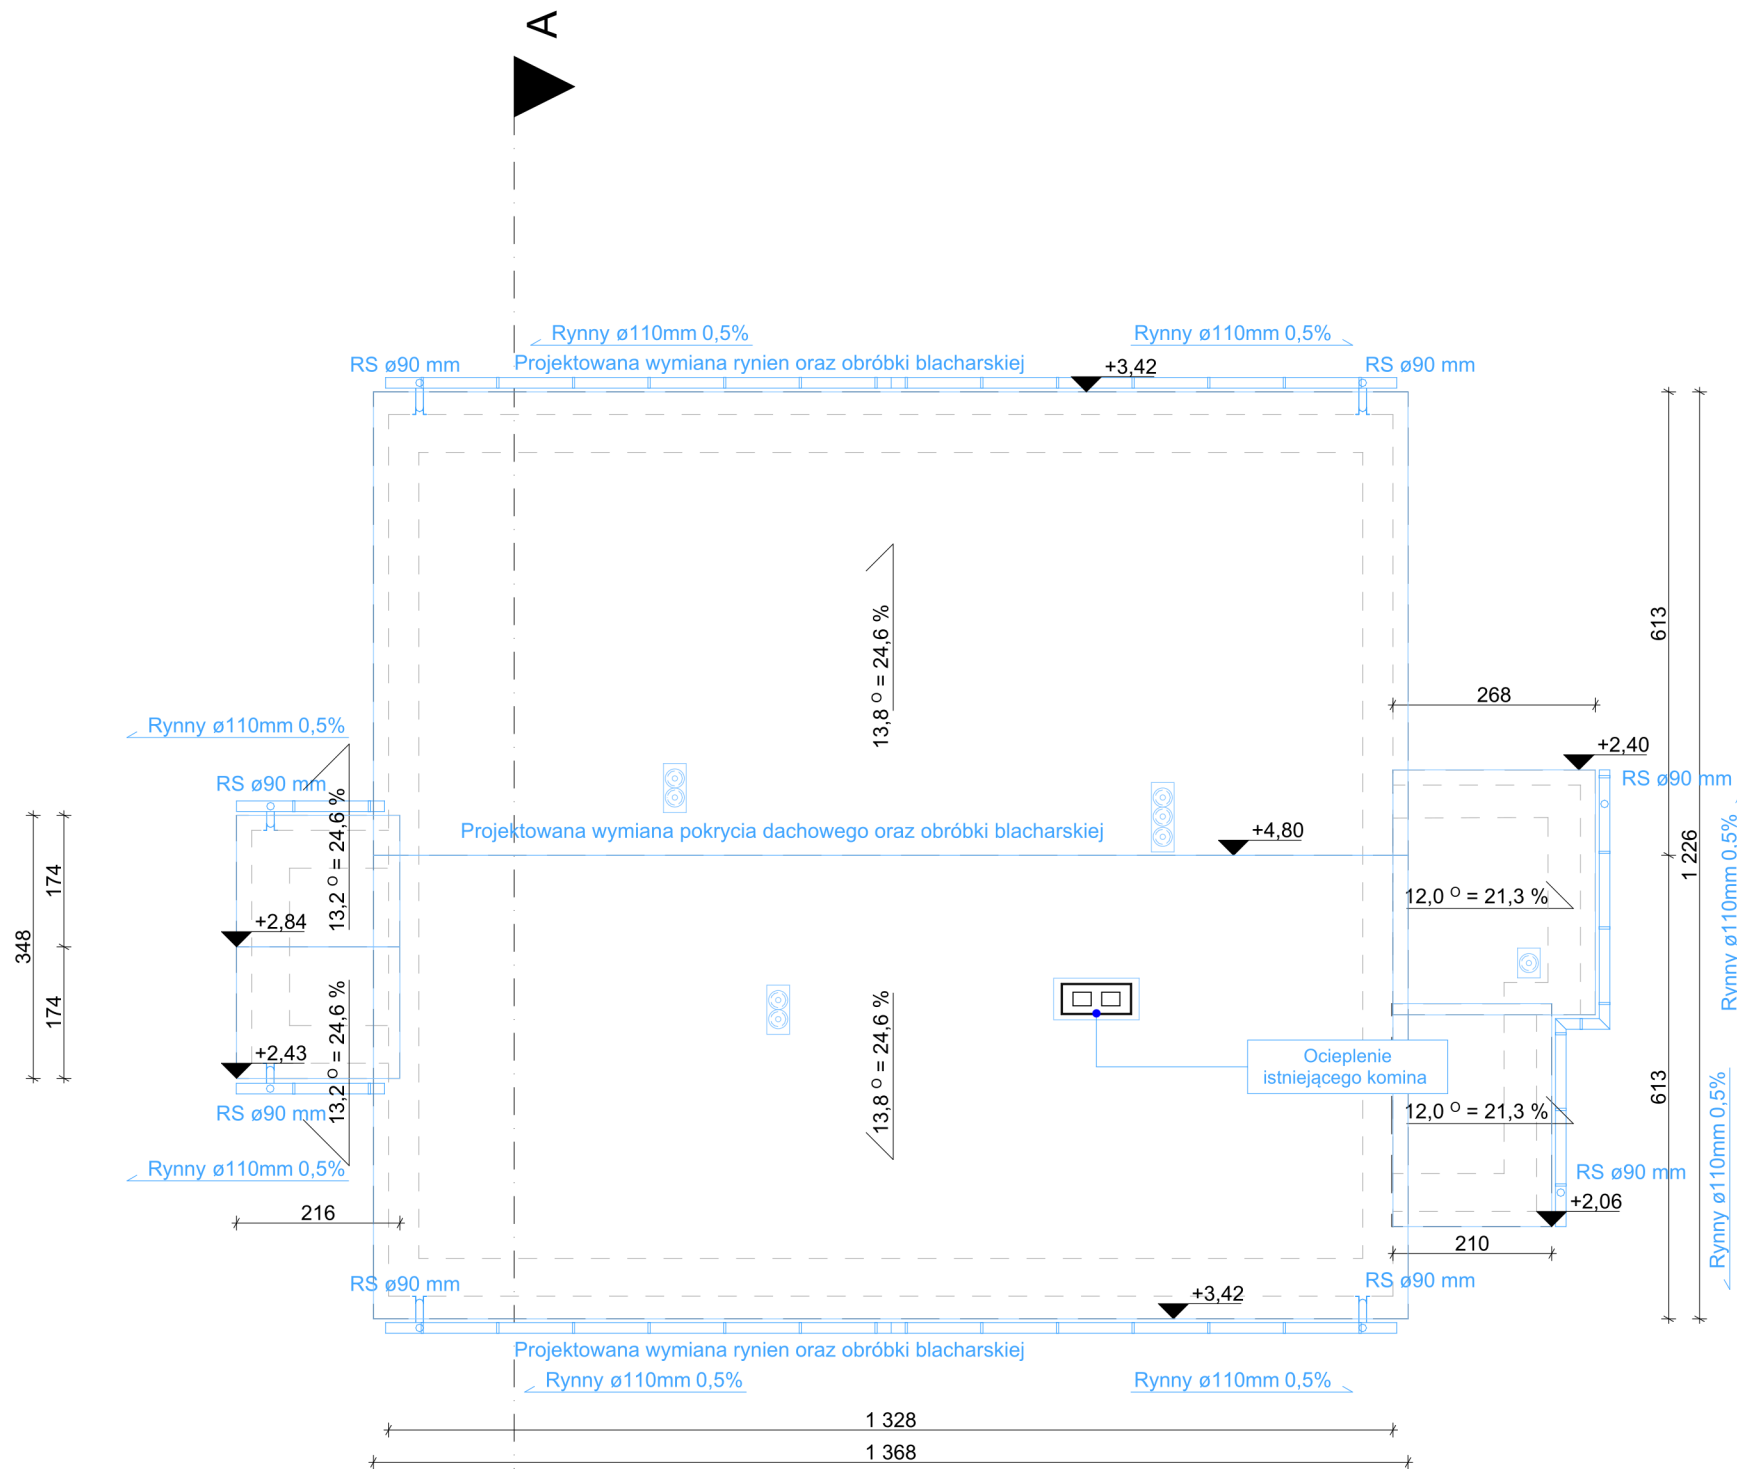 A
Rynny ø110mm 0,5%
Rynny ø110mm 0,5%
RS ø90 mm
Projektowana wymiana rynien oraz obróbki blacharskiej
+3,42
RS ø90 mm
13,8 ° = 24,6 %
613
1 226
268
+2,40
RS ø90 mm
Rynny ø110mm 0,5%
Rynny ø110mm 0.5%
RS ø90 mm
13,2 ° = 24,6 %
Projektowana wymiana pokrycia dachowego oraz obróbki blacharskiej
+4,80
174
348
+2,84
12,0 ° = 21,3 %
174
+2,43
13,2 ° = 24,6 %
13,8 ° = 24,6 %
Ocieplenie
istniejącego komina
RS ø90 mm
12,0 ° = 21,3 %
613
Rynny ø110mm 0,5%
Rynny ø110mm 0,5%
RS ø90 mm
+2,06
216
210
RS ø90 mm
RS ø90 mm
+3,42
Projektowana wymiana rynien oraz obróbki blacharskiej
Rynny ø110mm 0,5%
Rynny ø110mm 0,5%
1 328
1 368